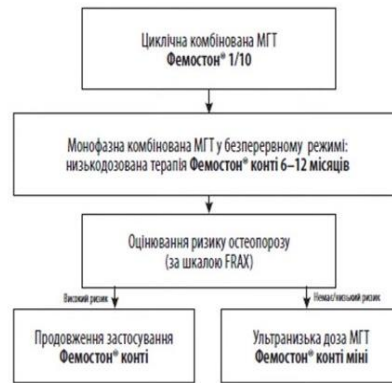 Циклічна комбінована МГТ
Фемостон® 1/10
Монофазна комбінована МГТ у безперервному режимі:
низькодозована терапія Фемостон® конті 6–12 місяців
Оцінювання ризику остеопорозу
(за шкалою FRAX)
Високий ризик
Немає/низький ризик
Продовження застосування
Фемостон® конті
Ультранизька доза МГТ
Фемостон® конті міні